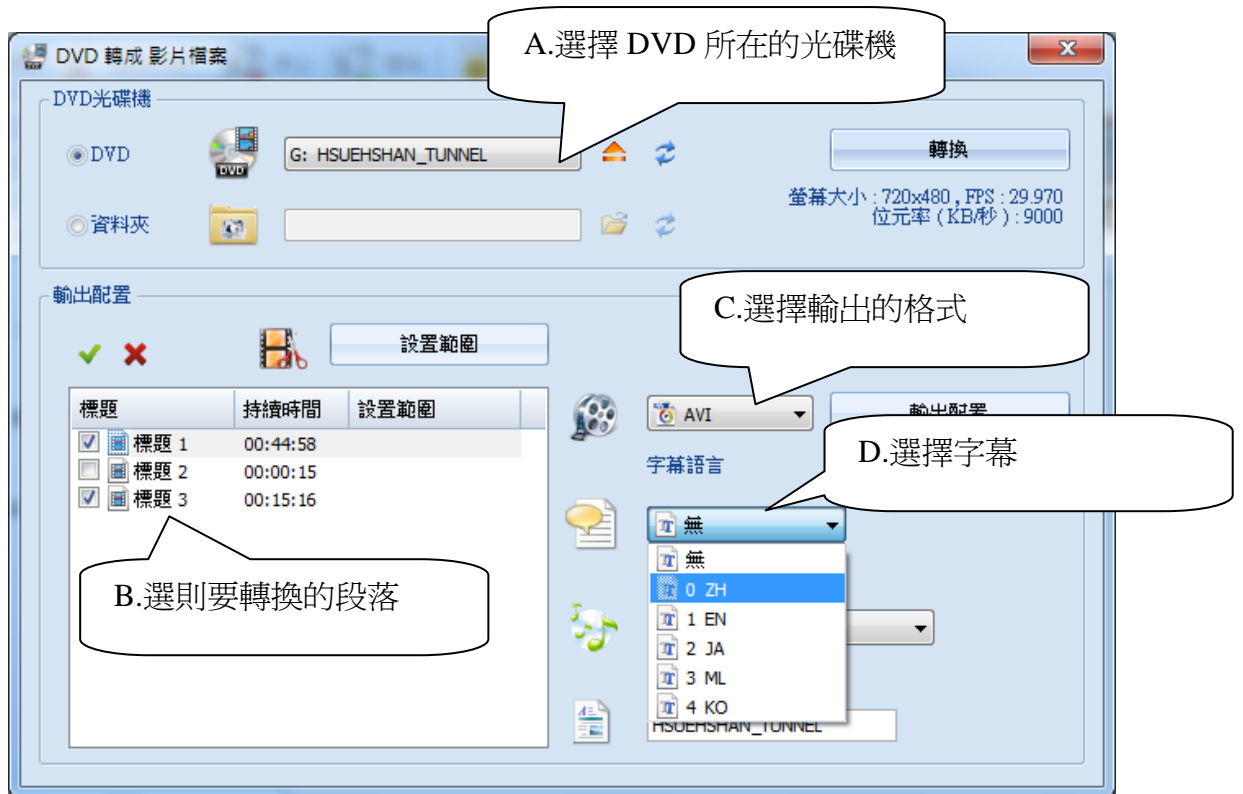 A.選擇 DVD 所在的光碟機
DVD 轉成 影片檔案
DVD光碟機
DVD
DVD
G: HSUEHSHAN_TUNNEL
轉換
螢幕大小 : 720x480 , FPS : 29.970
位元率 ( KB/秒 ) : 9000
資料夾
輸出配置
C.選擇輸出的格式
設置範圍
標題 持續時間 設置範圍
標題 1 00:44:58
標題 2 00:00:15
標題 3 00:15:16
AVI
輸出配置
D.選擇字幕
字幕語言
無
無
0 ZH
1 EN
2 JA
3 ML
4 KO
B.選則要轉換的段落
HSUEHSHAN_TUNNEL